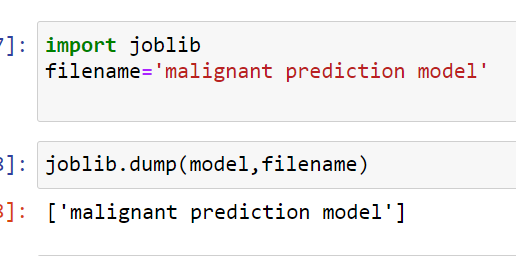 7]: import joblib
filename='malignant prediction model'
8]: joblib.dump(model,filename)
8]: ['malignant prediction model']